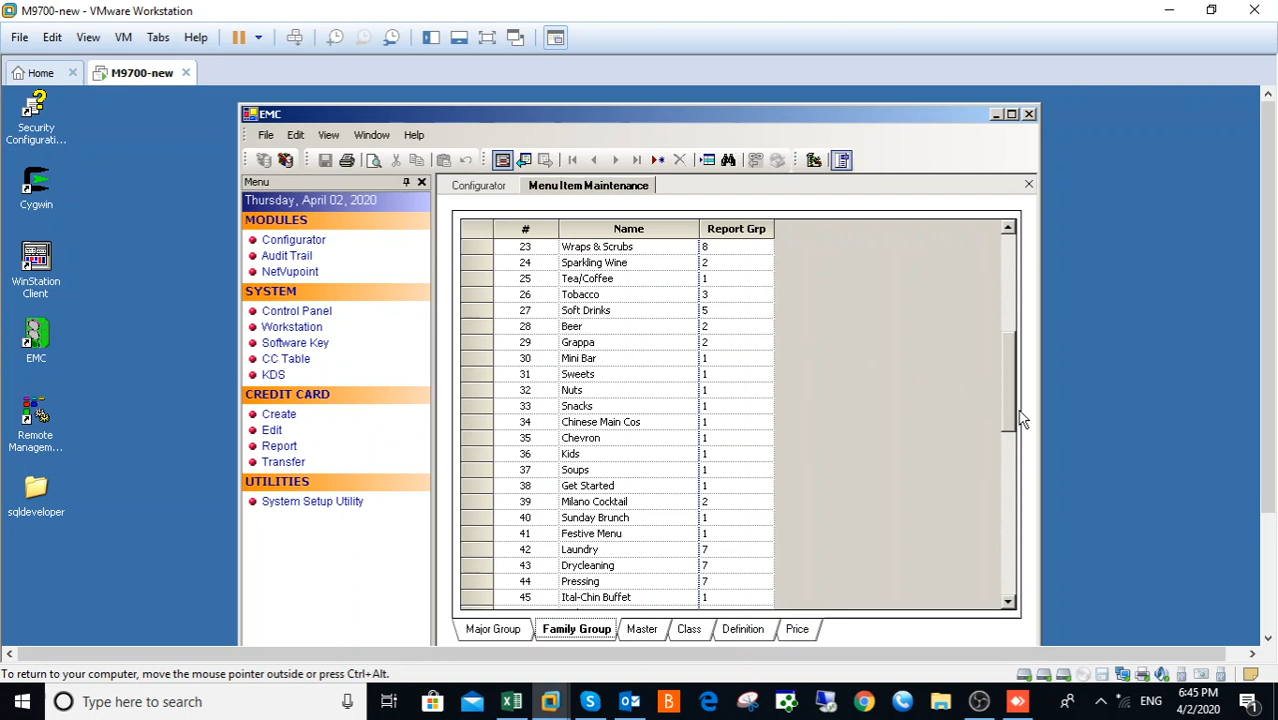 M9700-new - VMware Workstation
File Edit View VM Tabs Help
Home M9700-new
Security Configurati...
Cygwin
WinStation Client
EMC
Remote Managem...
sqldeveloper
EMC
File Edit View Window Help
Menu
Thursday, April 02, 2020
MODULES
Configurator
Audit Trail
NetVupoint
SYSTEM
Control Panel
Workstation
Software Key
CC Table
KDS
CREDIT CARD
Create
Edit
Report
Transfer
UTILITIES
System Setup Utility
Configurator Menu Item Maintenance
# Name Report Grp
23 Wraps & Scrubs 8
24 Sparkling Wine 2
25 Tea/Coffee 1
26 Tobacco 3
27 Soft Drinks 5
28 Beer 2
29 Grappa 2
30 Mini Bar 1
31 Sweets 1
32 Nuts 1
33 Snacks 1
34 Chinese Main Cos 1
35 Chevron 1
36 Kids 1
37 Soups 1
38 Get Started 1
39 Milano Cocktail 2
40 Sunday Brunch 1
41 Festive Menu 1
42 Laundry 7
43 Drycleaning 7
44 Pressing 7
45 Ital-Chin Buffet 1
Major Group Family Group Master Class Definition Price
To return to your computer, move the mouse pointer outside or press Ctrl+Alt.
Type here to search
ENG
6:45 PM
4/2/2020